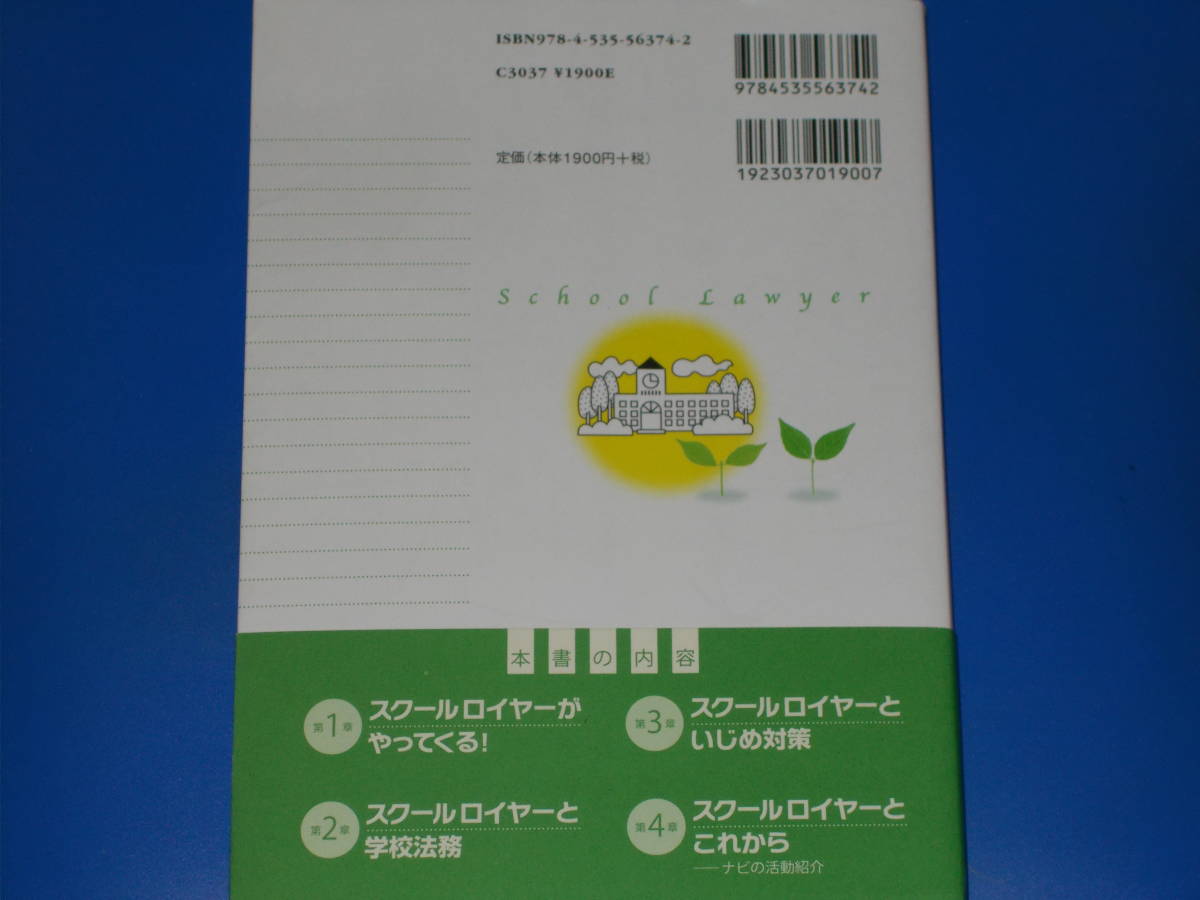 ISBN978-4-535-56374-2
C3037 ¥1900E
9784535563742
定価(本体1900円+税)
1923037019007
School Lawyer
本書の内容
第1章
スクールロイヤーが
やってくる!
第2章
スクールロイヤーと
学校法務
第3章
スクールロイヤーと
いじめ対策
第4章
スクールロイヤーと
これから
──ナビの活動紹介